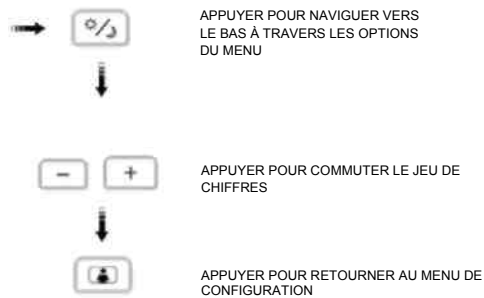 APPUYER POUR NAVIGUER VERS
LE BAS À TRAVERS LES OPTIONS
DU MENU
APPUYER POUR COMMUTER LE JEU DE
CHIFFRES
APPUYER POUR RETOURNER AU MENU DE
CONFIGURATION